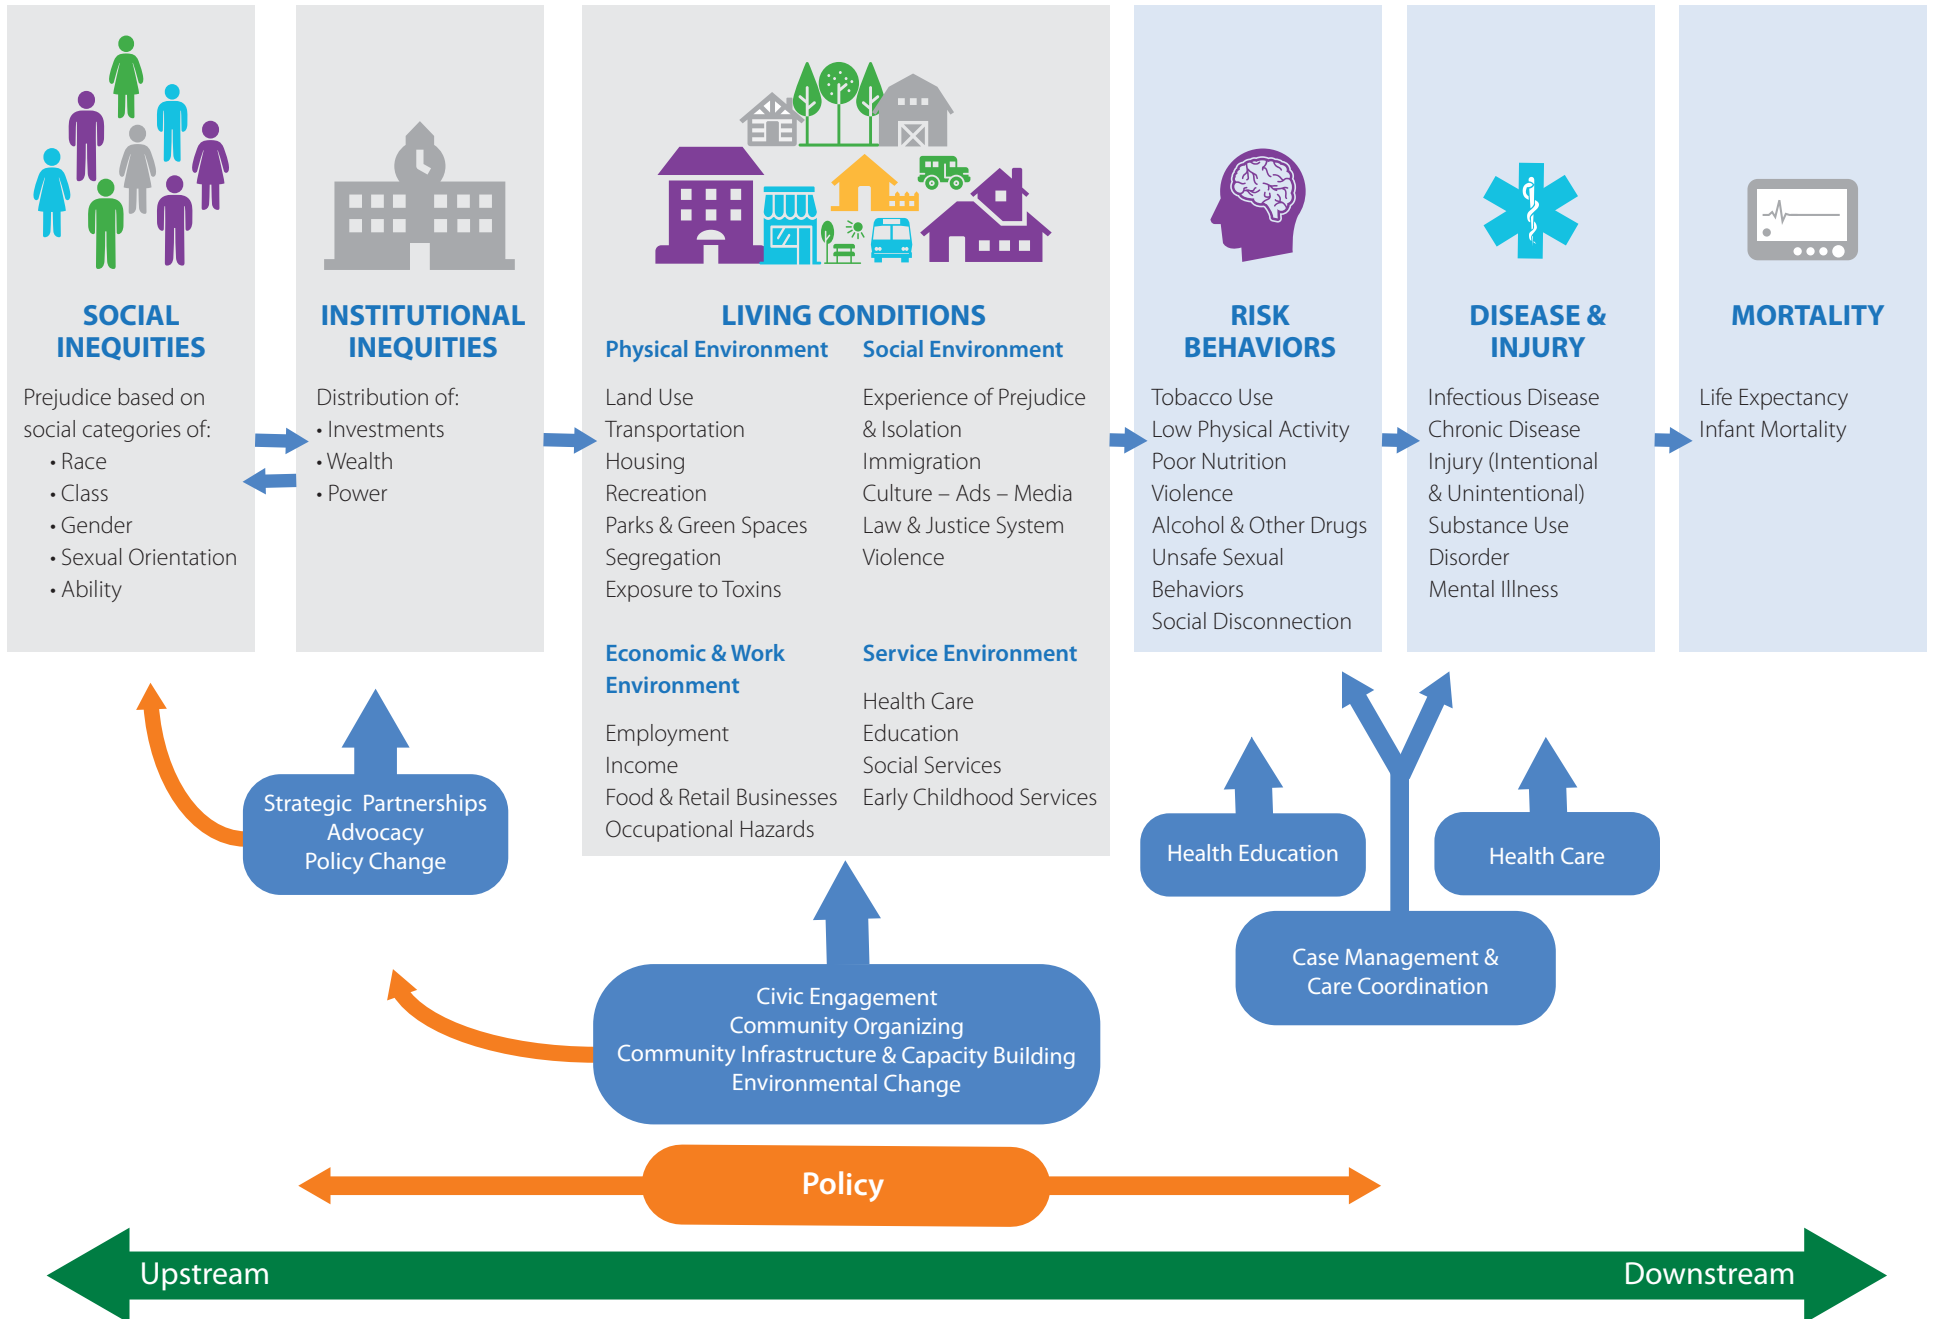 SOCIAL
INEQUITIES
Prejudice based on
social categories of:
• Race
• Class
• Gender
• Sexual Orientation
• Ability
INSTITUTIONAL
INEQUITIES
Distribution of:
• Investments
• Wealth
• Power
LIVING CONDITIONS
Physical Environment
Land Use
Transportation
Housing
Recreation
Parks & Green Spaces
Segregation
Exposure to Toxins
Social Environment
Experience of Prejudice
& Isolation
Immigration
Culture – Ads – Media
Law & Justice System
Violence
Economic & Work
Environment
Employment
Income
Food & Retail Businesses
Occupational Hazards
Service Environment
Health Care
Education
Social Services
Early Childhood Services
RISK
BEHAVIORS
Tobacco Use
Low Physical Activity
Poor Nutrition
Violence
Alcohol & Other Drugs
Unsafe Sexual
Behaviors
Social Disconnection
DISEASE &
INJURY
Infectious Disease
Chronic Disease
Injury (Intentional
& Unintentional)
Substance Use
Disorder
Mental Illness
MORTALITY
Life Expectancy
Infant Mortality
Strategic Partnerships
Advocacy
Policy Change
Civic Engagement
Community Organizing
Community Infrastructure & Capacity Building
Environmental Change
Health Education
Health Care
Case Management &
Care Coordination
Policy
Upstream
Downstream